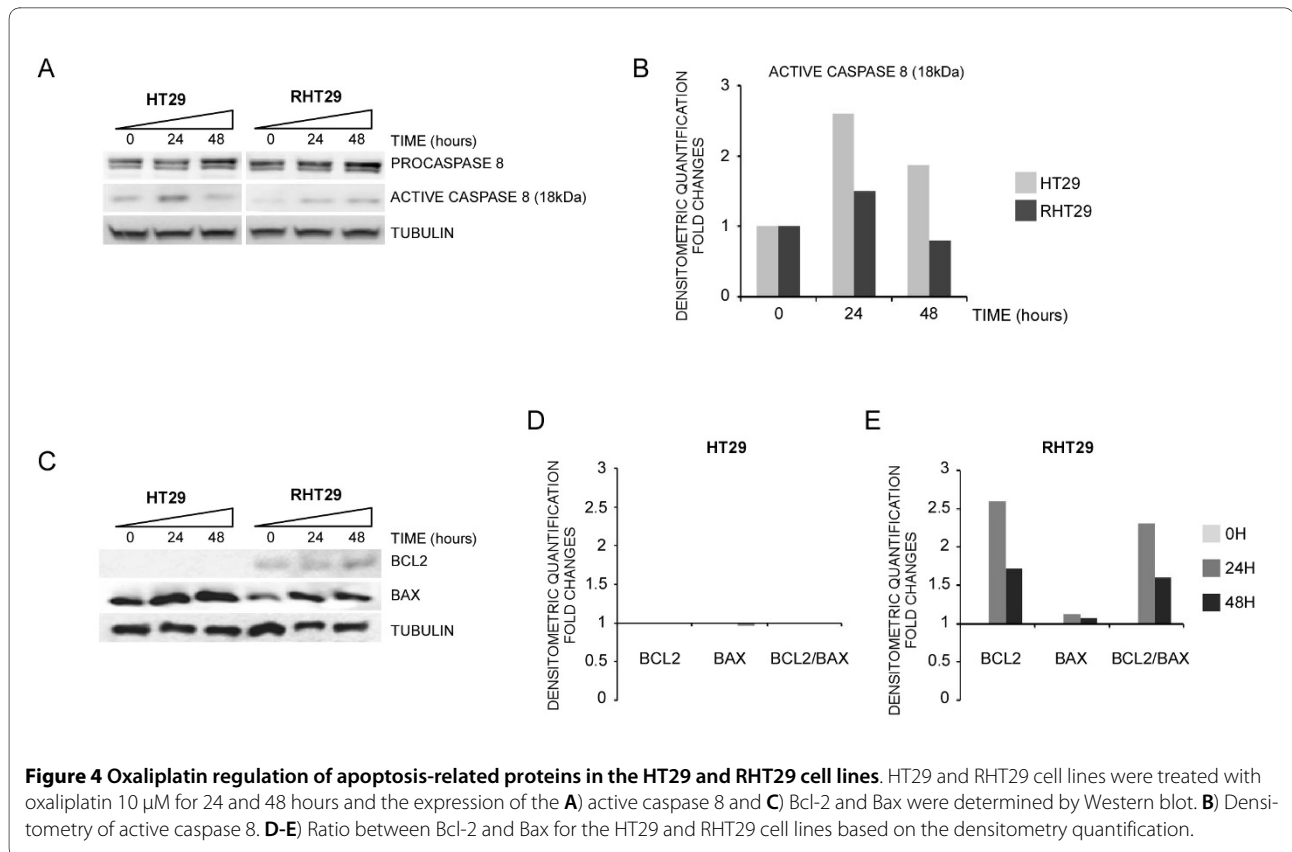 A
HT29 RHT29
0 24 48 0 24 48 TIME (hours)
PROCASPASE 8
ACTIVE CASPASE 8 (18kDa)
TUBULIN
B
ACTIVE CASPASE 8 (18kDa)
DENSITOMETRIC QUANTIFICATION
FOLD CHANGES
3
2
1
0
0 24 48 TIME (hours)
HT29
RHT29
C
HT29 RHT29
0 24 48 0 24 48 TIME (hours)
BCL2
BAX
TUBULIN
D
HT29
DENSITOMETRIC QUANTIFICATION
FOLD CHANGES
3
2.5
2
1.5
1
0.5
0
BCL2 BAX BCL2/BAX
E
RHT29
DENSITOMETRIC QUANTIFICATION
FOLD CHANGES
3
2.5
2
1.5
1
0.5
0
BCL2 BAX BCL2/BAX
0H
24H
48H
Figure 4 Oxaliplatin regulation of apoptosis-related proteins in the HT29 and RHT29 cell lines. HT29 and RHT29 cell lines were treated with
oxaliplatin 10 μM for 24 and 48 hours and the expression of the A) active caspase 8 and C) Bcl-2 and Bax were determined by Western blot. B) Densi-
tometry of active caspase 8. D-E) Ratio between Bcl-2 and Bax for the HT29 and RHT29 cell lines based on the densitometry quantification.